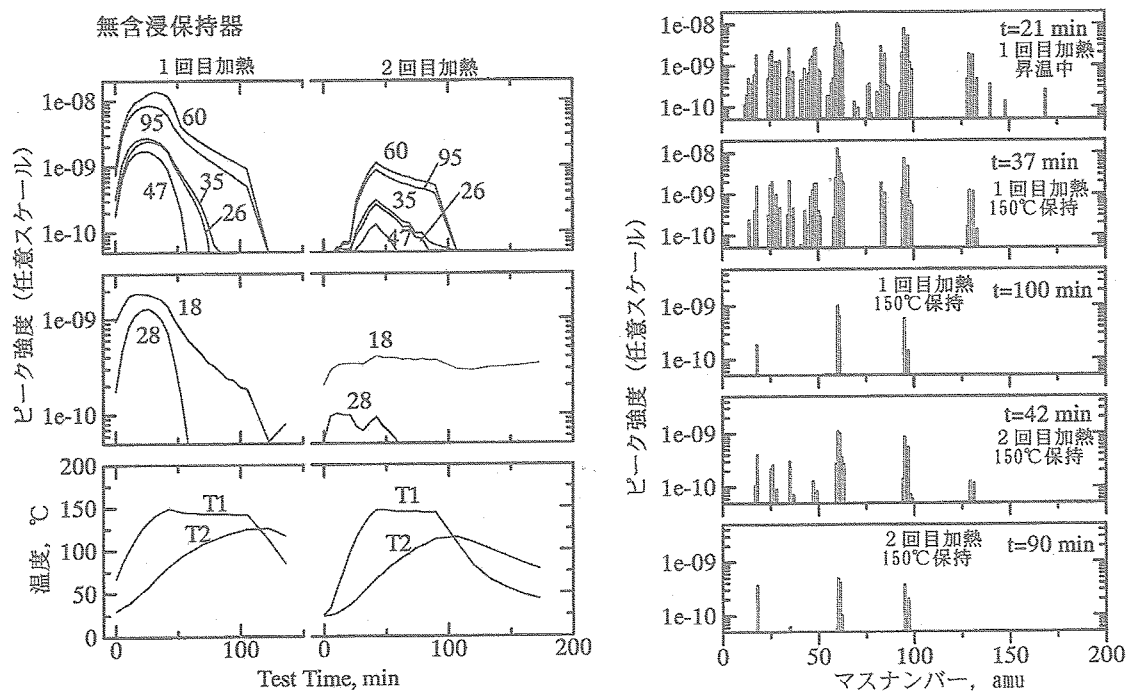 無含浸保持器
1回目加熱
2回目加熱
ピーク強度（任意スケール）
1e-08
1e-09
1e-10
60
95
35
26
47
60
95
26
35
47
1e-09
1e-10
18
28
18
28
温度, ℃
200
150
100
50
0
T1
T2
T1
T2
0
100
0
100
200
Test Time, min
ピーク強度（任意スケール）
1e-08
1e-09
1e-10
t=21 min
1回目加熱
昇温中
1e-08
1e-09
1e-10
t=37 min
1回目加熱
150℃保持
1e-09
1e-10
1回目加熱
150℃保持
t=100 min
1e-09
1e-10
t=42 min
2回目加熱
150℃保持
1e-09
1e-10
2回目加熱
150℃保持
t=90 min
0
50
100
150
200
マスナンバー, amu